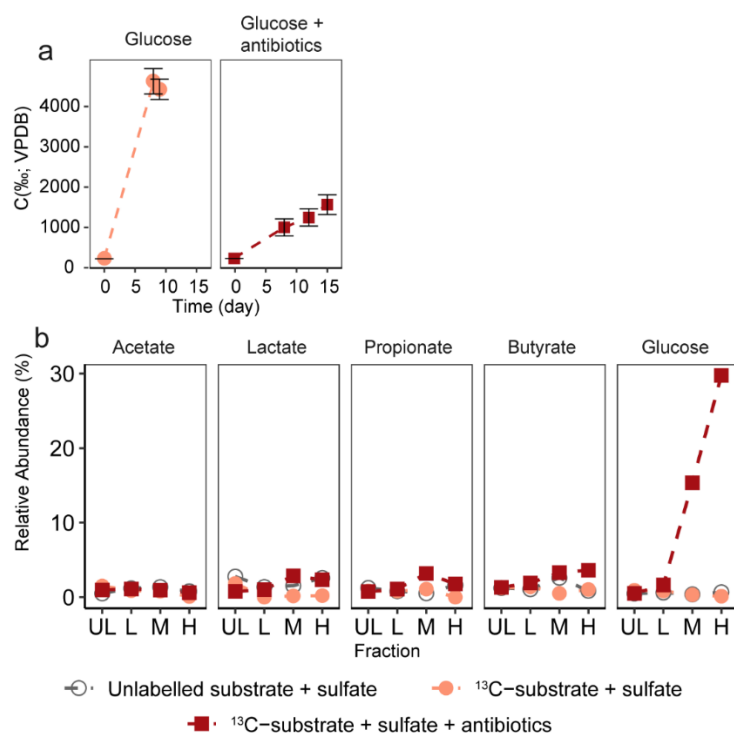 a
Glucose
Glucose +
antibiotics
C(‰; VPDB)
4000
3000
2000
1000
0
0 5 10 15
0 5 10 15
Time (day)
b
Acetate
Lactate
Propionate
Butyrate
Glucose
Relative Abundance (%)
30
20
10
0
UL L M H
UL L M H
UL L M H
UL L M H
UL L M H
Fraction
Unlabelled substrate + sulfate
¹³C−substrate + sulfate
¹³C−substrate + sulfate + antibiotics